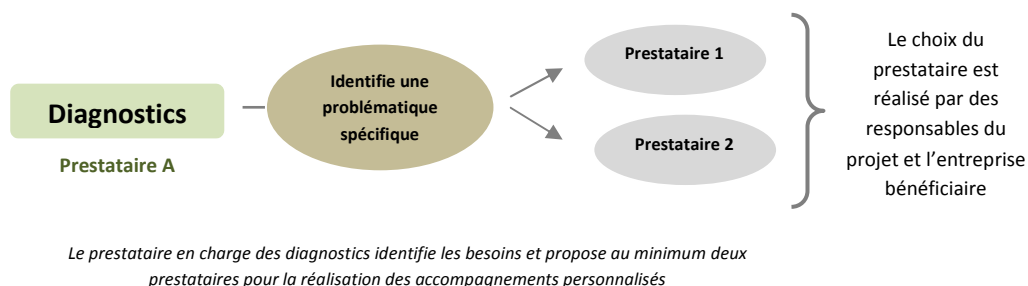 Diagnostics
Prestataire A
Identifie une
problématique
spécifique
Prestataire 1
Prestataire 2
Le choix du
prestataire est
réalisé par des
responsables du
projet et l’entreprise
bénéficiaire
Le prestataire en charge des diagnostics identifie les besoins et propose au minimum deux
prestataires pour la réalisation des accompagnements personnalisés